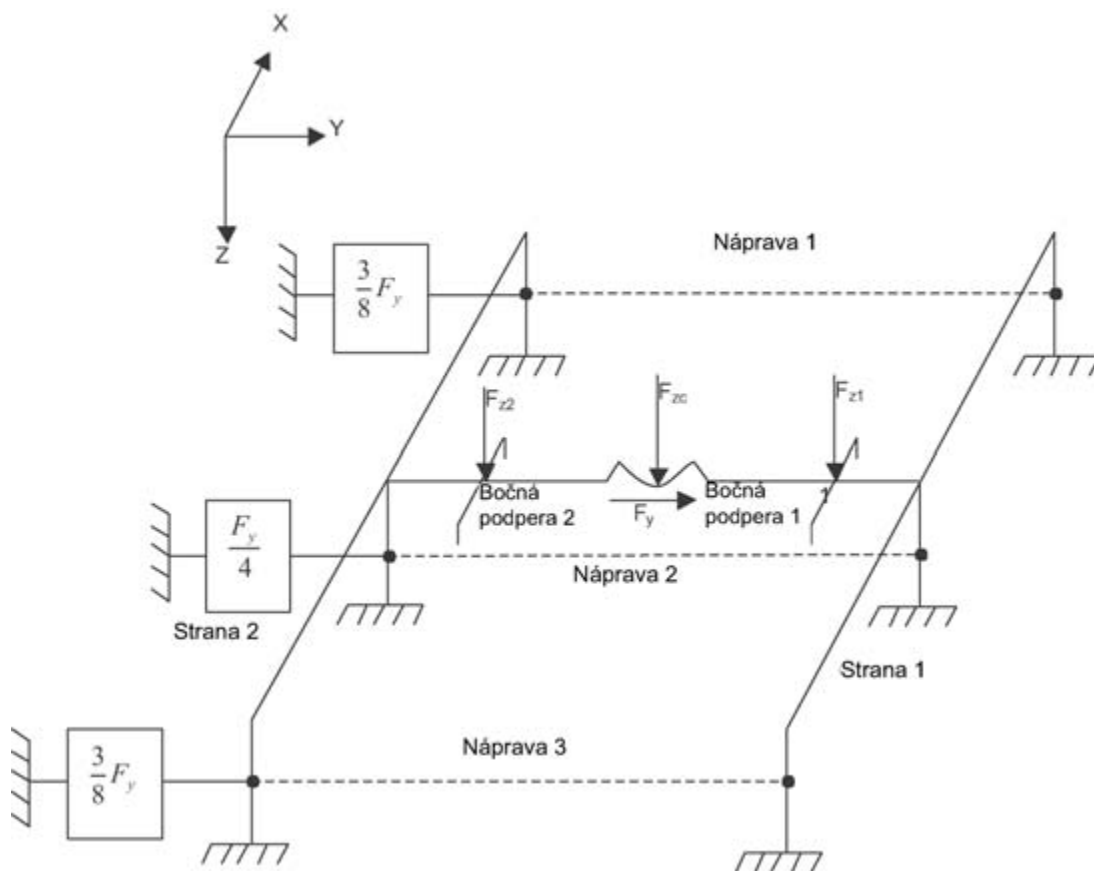 X
Y
Z
Náprava 1
3/8 F_y
F_z2
F_zc
F_z1
Bočná
podpera 2
F_y
Bočná
podpera 1
1
F_y/4
Náprava 2
Strana 2
Strana 1
Náprava 3
3/8 F_y